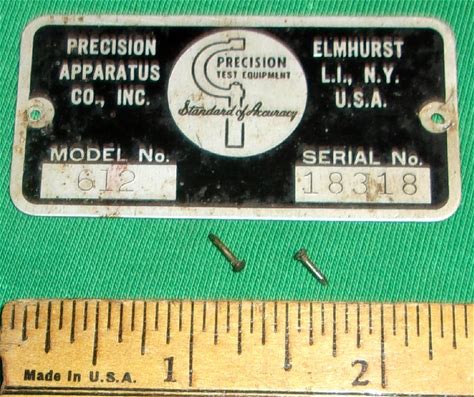 PRECISION
APPARATUS
CO., INC.
PRECISION
TEST EQUIPMENT
Standard of Accuracy
ELMHURST
L.I., N.Y.
U.S.A.
MODEL No.
612
SERIAL No.
18318
1
2
Made in U.S.A.